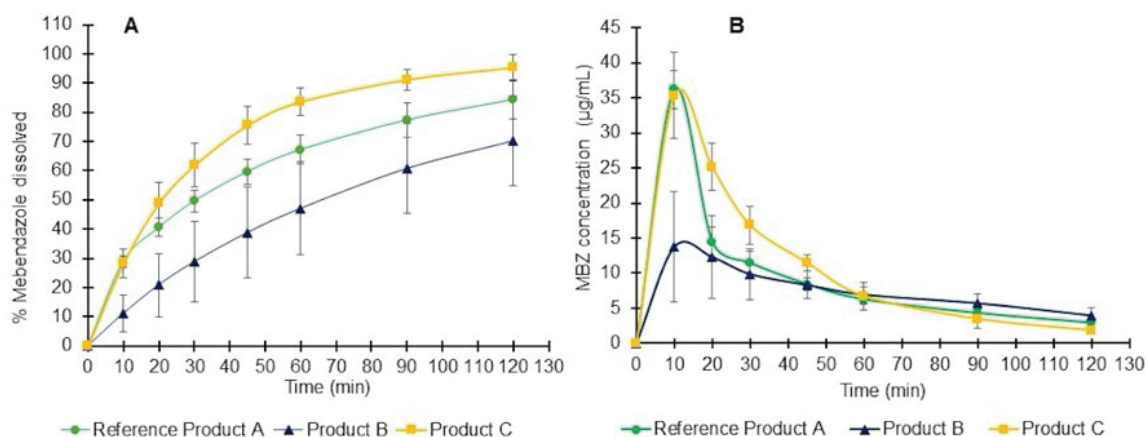 A
% Mebendazole dissolved
110
100
90
80
70
60
50
40
30
20
10
0
0 10 20 30 40 50 60 70 80 90 100 110 120 130
Time (min)
Reference Product A Product B Product C
B
MBZ concentration (µg/mL)
45
40
35
30
25
20
15
10
5
0
0 10 20 30 40 50 60 70 80 90 100 110 120 130
Time (min)
Reference Product A Product B Product C